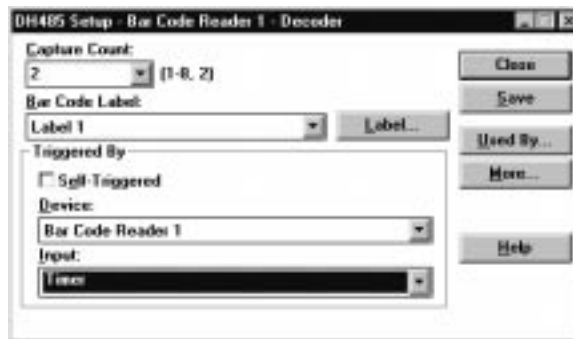 DH485 Setup - Bar Code Reader 1 - Decoder
Capture Count:
2 (1-8, 2)
Bar Code Label:
Label 1 Label...
Triggered By
Self-Triggered
Device:
Bar Code Reader 1
Input:
Timer
Close
Save
Used By...
More...
Help